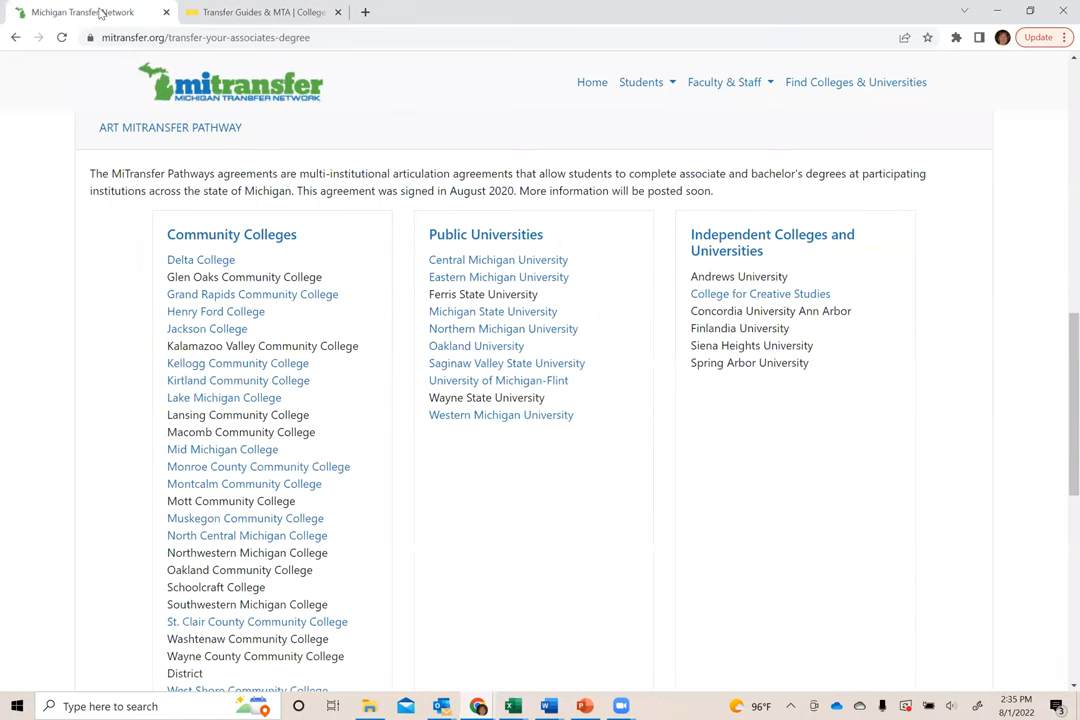 Michigan Transfer Network
Transfer Guides & MTA | College
mitransfer.org/transfer-your-associates-degree
Update
mitransfer
MICHIGAN TRANSFER NETWORK
Home Students Faculty & Staff Find Colleges & Universities
ART MITRANSFER PATHWAY
The MiTransfer Pathways agreements are multi-institutional articulation agreements that allow students to complete associate and bachelor's degrees at participating
institutions across the state of Michigan. This agreement was signed in August 2020. More information will be posted soon.
Community Colleges
Delta College
Glen Oaks Community College
Grand Rapids Community College
Henry Ford College
Jackson College
Kalamazoo Valley Community College
Kellogg Community College
Kirtland Community College
Lake Michigan College
Lansing Community College
Macomb Community College
Mid Michigan College
Monroe County Community College
Montcalm Community College
Mott Community College
Muskegon Community College
North Central Michigan College
Northwestern Michigan College
Oakland Community College
Schoolcraft College
Southwestern Michigan College
St. Clair County Community College
Washtenaw Community College
Wayne County Community College
District
West Shore Community College
Public Universities
Central Michigan University
Eastern Michigan University
Ferris State University
Michigan State University
Northern Michigan University
Oakland University
Saginaw Valley State University
University of Michigan-Flint
Wayne State University
Western Michigan University
Independent Colleges and
Universities
Andrews University
College for Creative Studies
Concordia University Ann Arbor
Finlandia University
Siena Heights University
Spring Arbor University
Type here to search
96°F
2:35 PM
8/1/2022
3